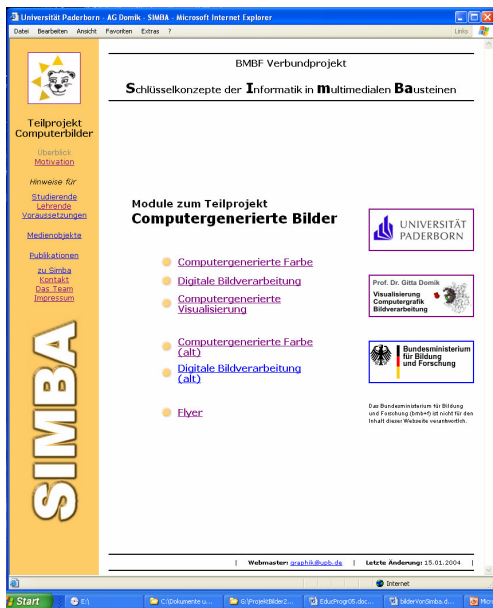 Universität Paderborn - AG Domik - SIMBA - Microsoft Internet Explorer
Datei Bearbeiten Ansicht Favoriten Extras ?
Links
BMBF Verbundprojekt
Schlüsselkonzepte der Informatik in multimedialen Bausteinen
Teilprojekt
Computerbilder
Überblick
Motivation
Hinweise für
Studierende
Lehrende
Voraussetzungen
Medienobjekte
Publikationen
zu Simba
Kontakt
Das Team
Impressum
SIMBA
Module zum Teilprojekt
Computergenerierte Bilder
Computergenerierte Farbe
Digitale Bildverarbeitung
Computergenerierte
Visualisierung
Computergenerierte Farbe
(alt)
Digitale Bildverarbeitung
(alt)
Flyer
UNIVERSITÄT
PADERBORN
Prof. Dr. Gitta Domik
Visualisierung
Computergrafik
Bildverarbeitung
Bundesministerium
für Bildung
und Forschung
Das Bundesministerium für Bildung
und Forschung (bmb+f) ist nicht für den
Inhalt dieser Webseite verantwortlich.
| Webmaster: graphik@upb.de | Letzte Änderung: 15.01.2004 |
Internet
Start E:\ C:\Dokumente u... G:\ProjektBilder2... EducProgr05.doc... bilderVonSimba.d... Micr